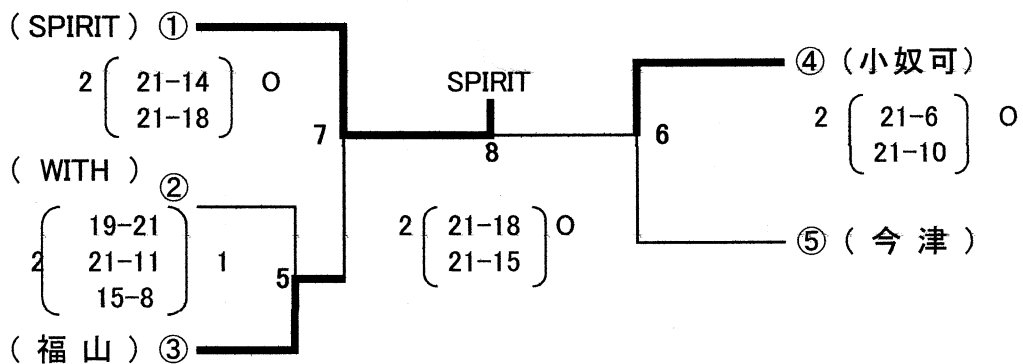 ( SPIRIT ) ①
2 21-14 0
21-18
7
( WITH ) ②
19-21
2 21-11 1
15-8
5
( 福 山 ) ③
SPIRIT
8
2 21-18 0
21-15
④ ( 小奴可 )
6
2 21-6 0
21-10
⑤ ( 今 津 )